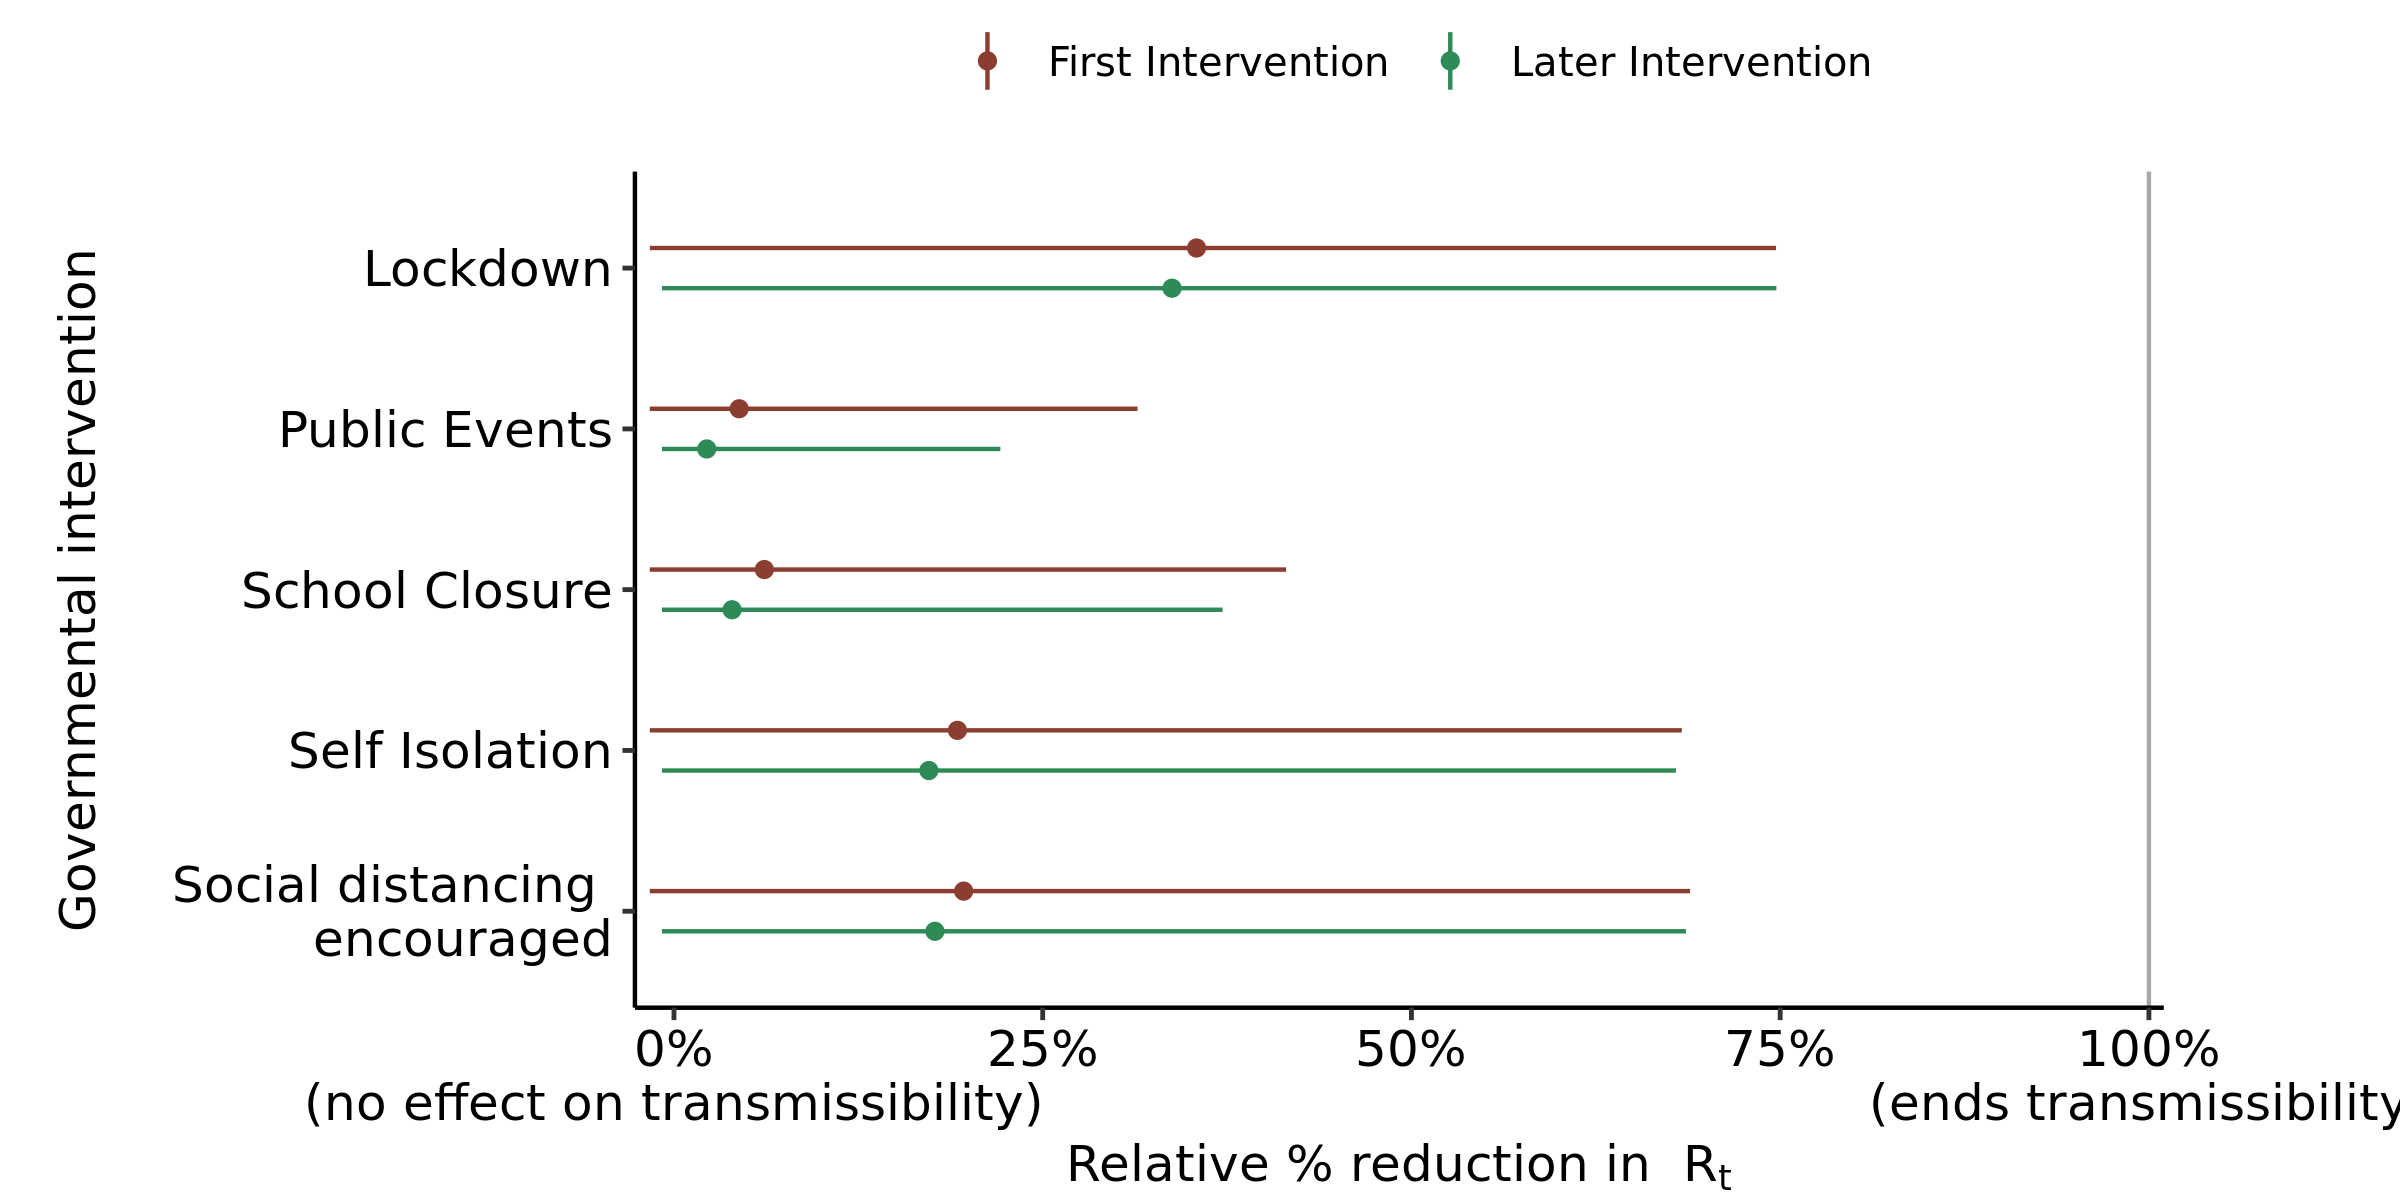 First Intervention Later Intervention
Governmental intervention
Lockdown
Public Events
School Closure
Self Isolation
Social distancing
encouraged
0% 25% 50% 75% 100%
(no effect on transmissibility) (ends transmissibility
Relative % reduction in Rt